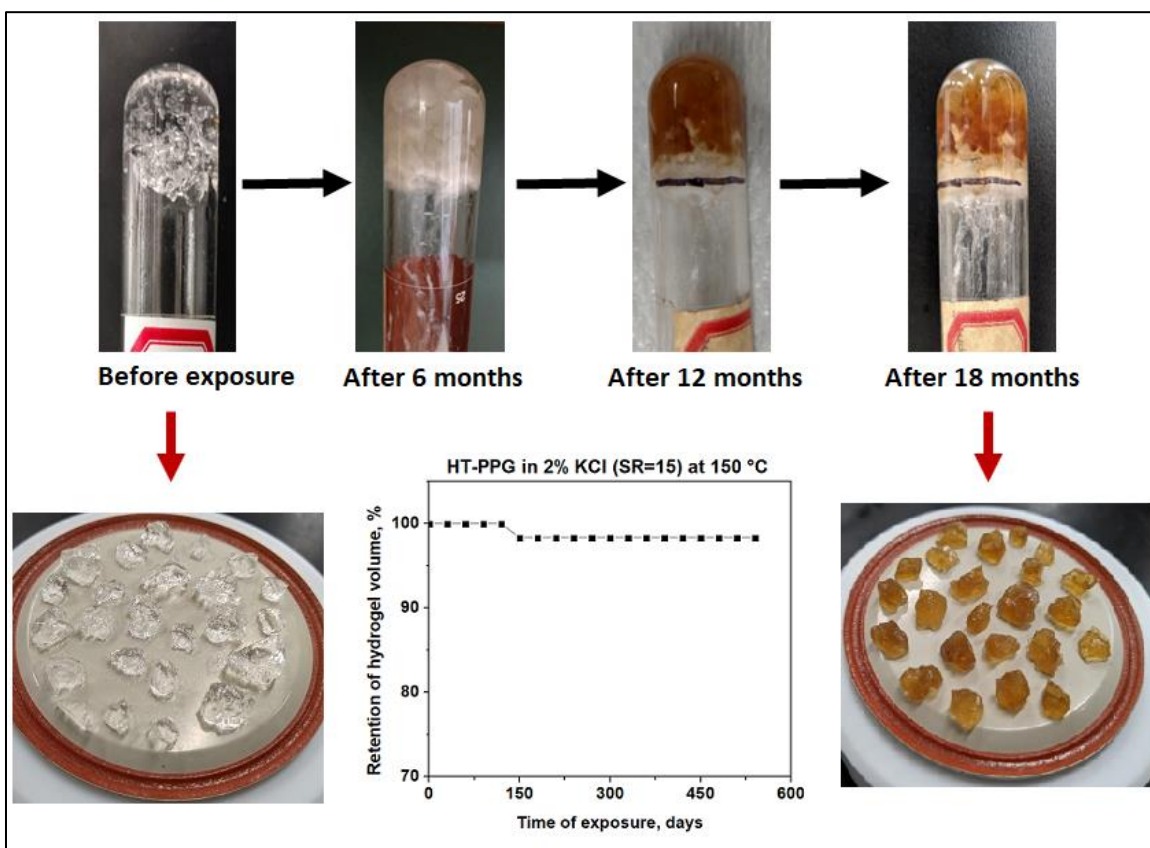 Before exposure
After 6 months
After 12 months
After 18 months
25
HT-PPG in 2% KCl (SR=15) at 150 °C
Retention of hydrogel volume, %
100
90
80
70
0
150
300
450
600
Time of exposure, days